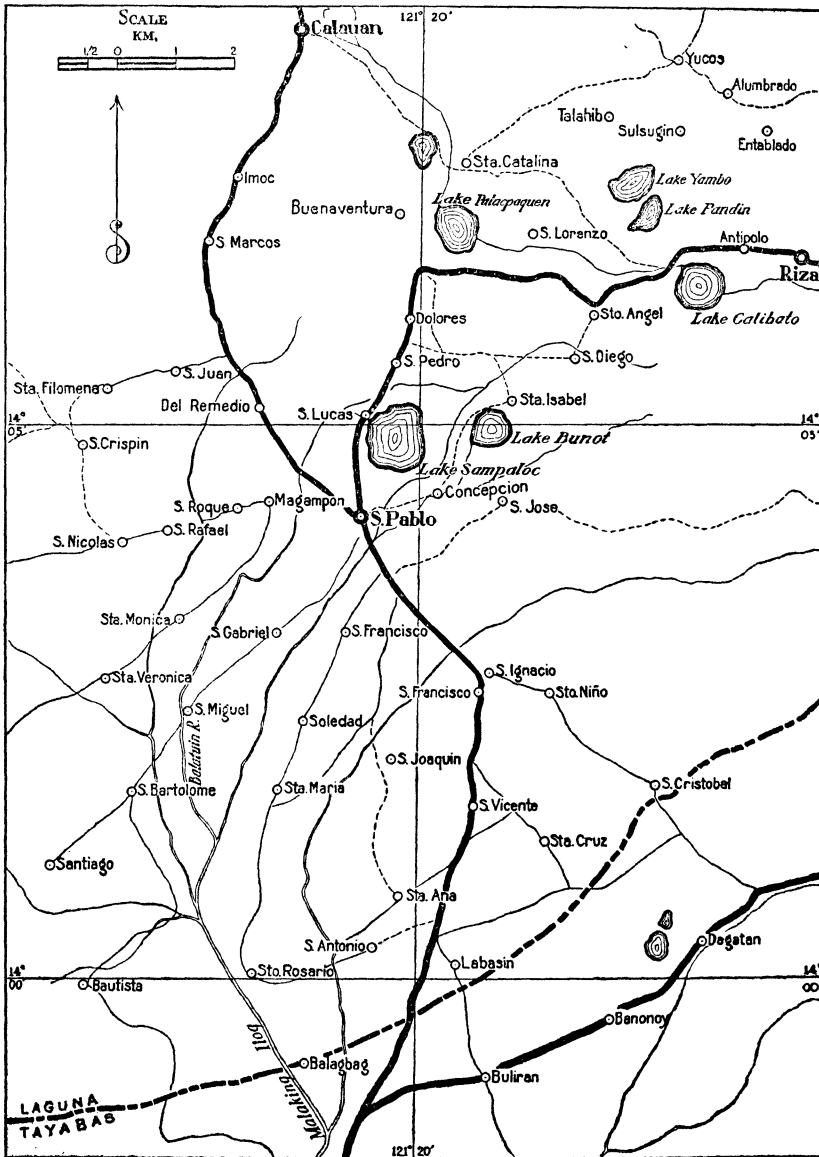 SCALE
KM.
1/2 0 1 2
121° 20'
Calauan
Yucos
Alumbrado
Talahib
Sulsugin
Entablado
Sta. Catalina
Imoc
Lake Yambo
Lake Palacpaquen
Buenaventura
Lake Pandin
S. Marcos
S. Lorenzo
Antipolo
Riza
Lake Calibato
Dolores
Sto. Angel
S. Pedro
S. Diego
S. Juan
Sta. Filomena
Sta. Isabel
Del Remedio
S. Lucas
14°
05'
14°
05'
S. Crispin
Lake Bunot
Lake Sampaloc
Concepcion
S. Roque
Magampon
S. Jose
S. Pablo
S. Nicolas
S. Rafael
Sta. Monica
S. Gabriel
S. Francisco
Sta. Veronica
S. Ignacio
S. Francisco
Sto. Niño
S. Miguel
Soledad
Balatuin R.
S. Joaquin
S. Bartolome
Sta. Maria
S. Cristobal
S. Vicente
Santiago
Sta. Cruz
Sta. Ana
S. Antonio
Dagatan
Labasin
Sto. Rosario
14°
00'
14°
00'
Bautista
Banonoy
Malaking Ilog
Balagbag
Buliran
LAGUNA
TAYABAS
121° 20'